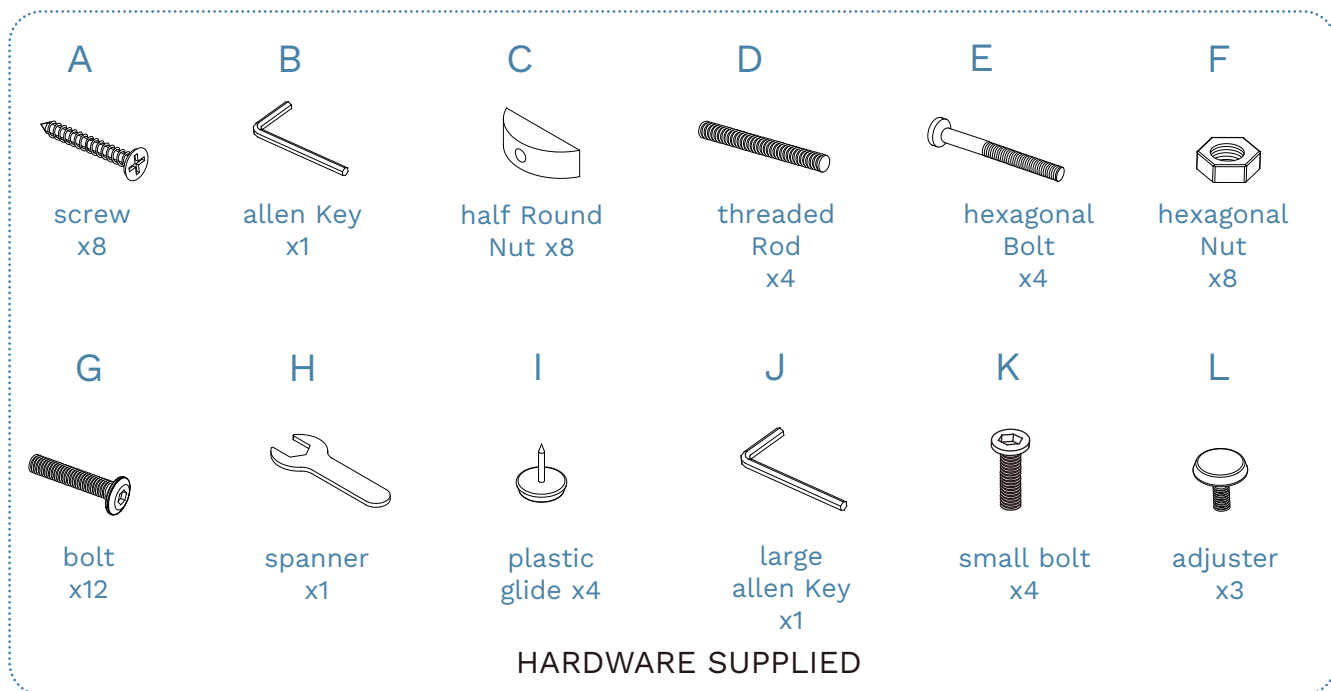 A B C D E F
screw
x8
allen Key
x1
half Round
Nut x8
threaded
Rod
x4
hexagonal
Bolt
x4
hexagonal
Nut
x8
G H I J K L
bolt
x12
spanner
x1
plastic
glide x4
large
allen Key
x1
small bolt
x4
adjuster
x3
HARDWARE SUPPLIED